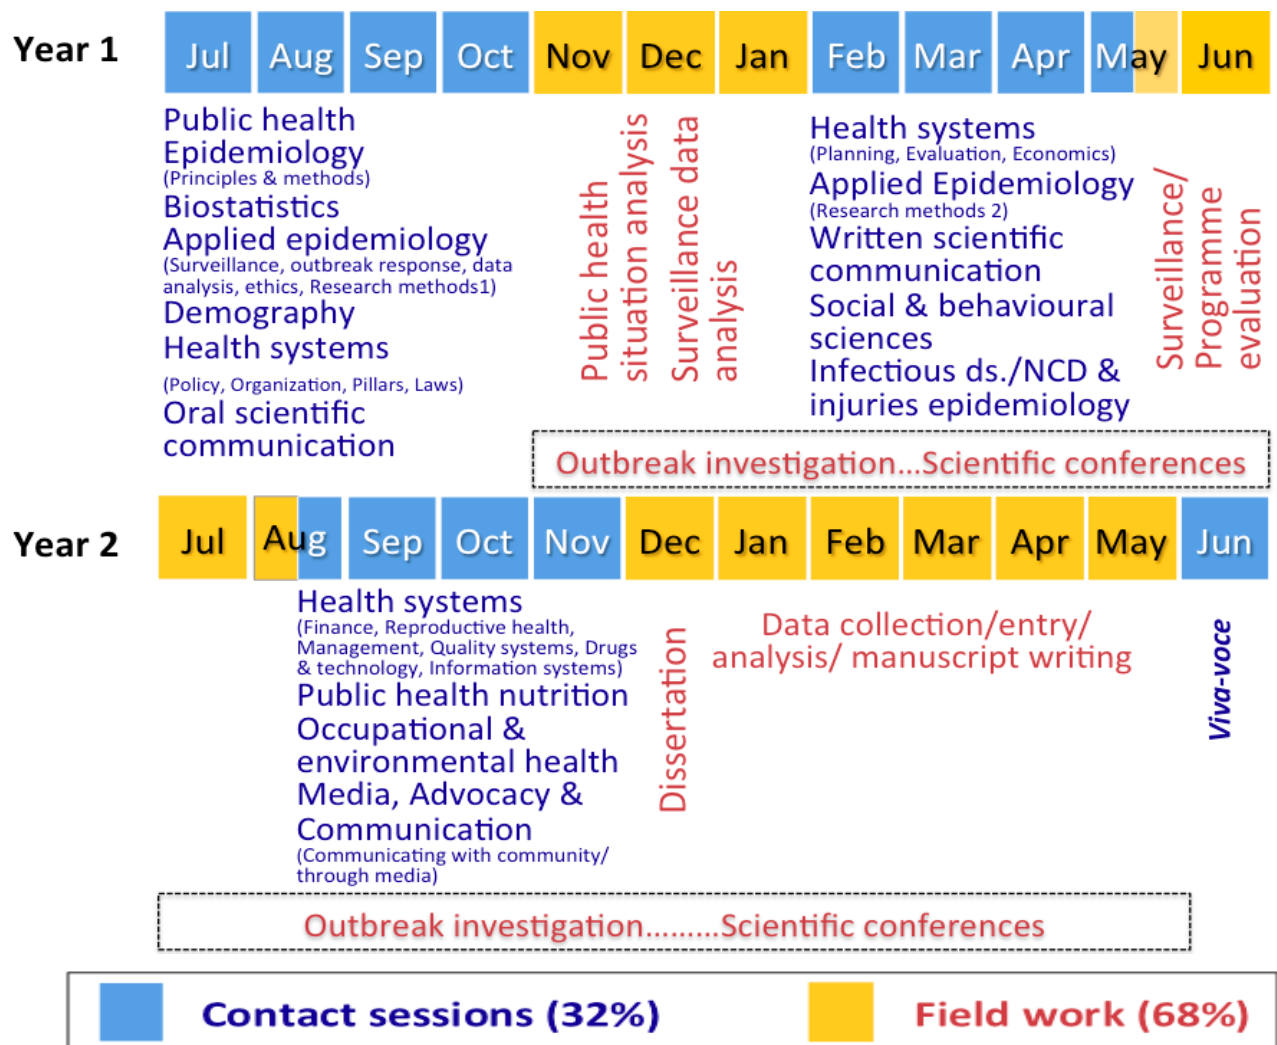 Year 1
Jul Aug Sep Oct Nov Dec Jan Feb Mar Apr May Jun
Public health
Epidemiology
(Principles & methods)
Biostatistics
Applied epidemiology
(Surveillance, outbreak response, data
analysis, ethics, Research methods1)
Demography
Health systems
(Policy, Organization, Pillars, Laws)
Oral scientific
communication
Public health
situation analysis
Surveillance data
analysis
Health systems
(Planning, Evaluation, Economics)
Applied Epidemiology
(Research methods 2)
Written scientific
communication
Social & behavioural
sciences
Infectious ds./NCD &
injuries epidemiology
Surveillance/
Programme
evaluation
Outbreak investigation...Scientific conferences
Year 2
Jul Aug Sep Oct Nov Dec Jan Feb Mar Apr May Jun
Health systems
(Finance, Reproductive health,
Management, Quality systems, Drugs
& technology, Information systems)
Public health nutrition
Occupational &
environmental health
Media, Advocacy &
Communication
(Communicating with community/
through media)
Dissertation
Data collection/entry/
analysis/ manuscript writing
Viva-voce
Outbreak investigation.........Scientific conferences
Contact sessions (32%)
Field work (68%)